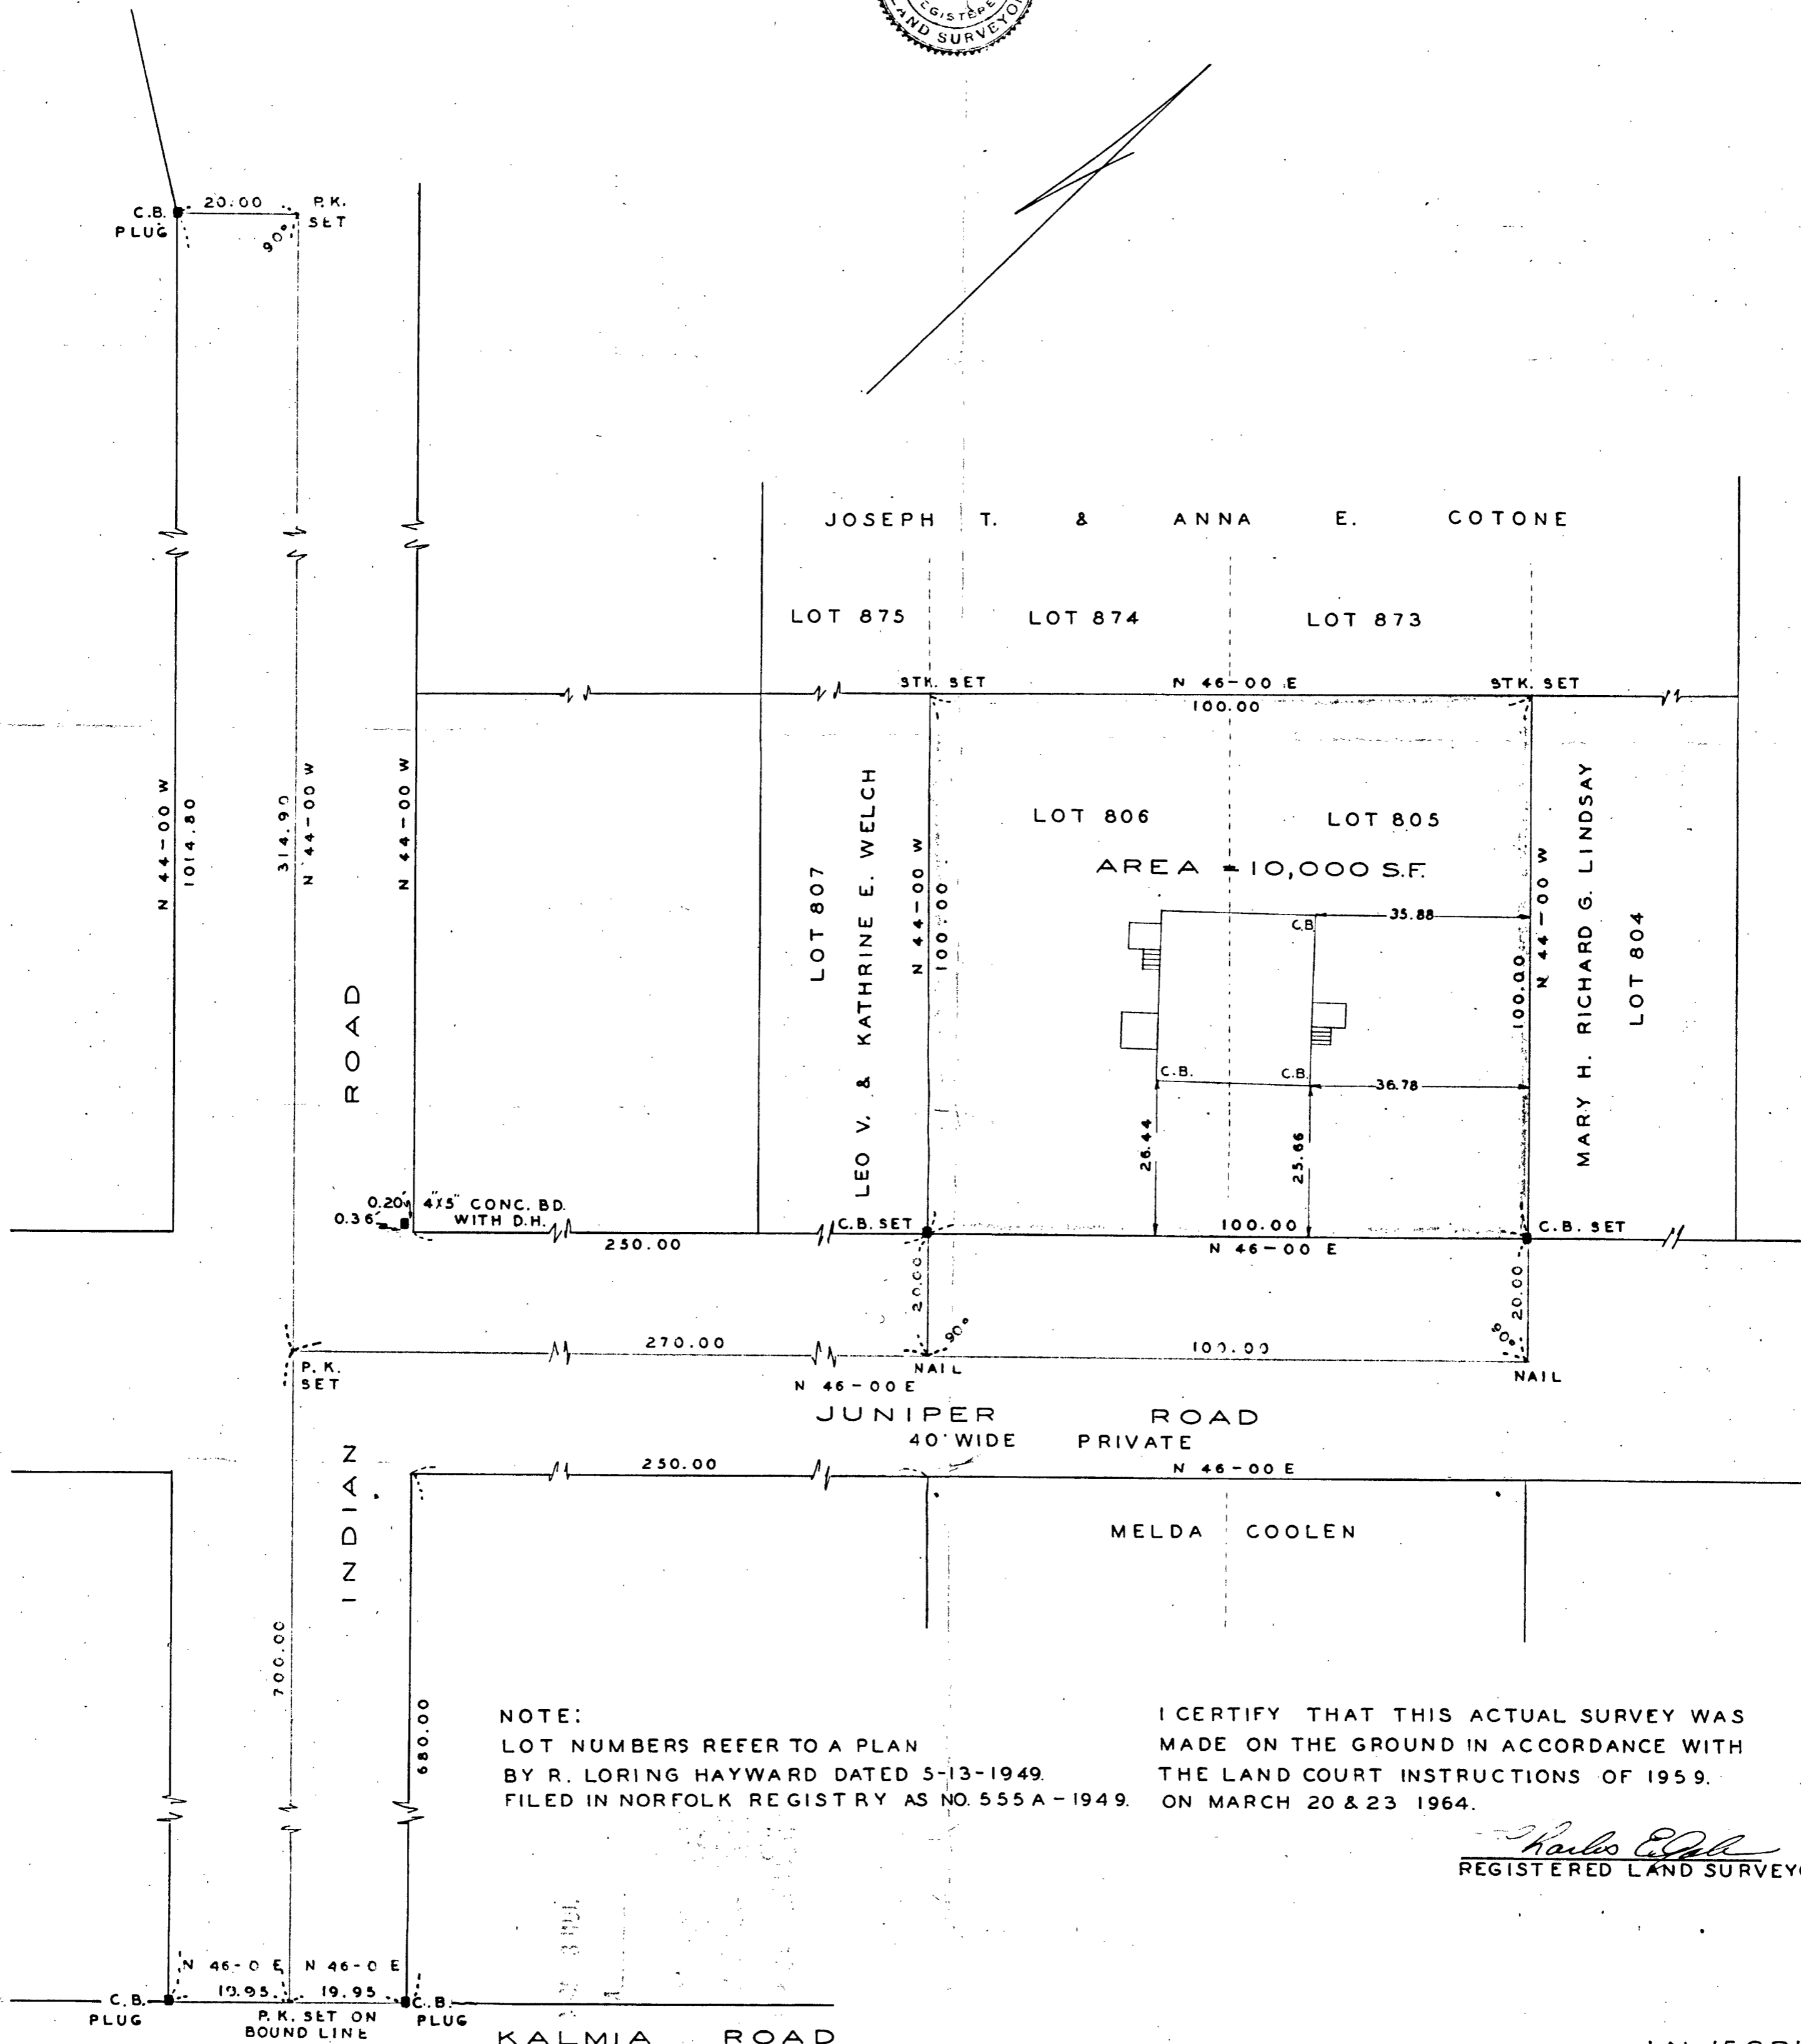 REGISTERED
LAND SURVEYOR
C.B.
PLUG
20.00
P.K.
SET
90°
JOSEPH T. & ANNA E. COTONE
LOT 875
LOT 874
LOT 873
STK. SET
N 46-00 E
STK. SET
100.00
N 44-00 W
1014.80
314.90
N 44-00 W
N 44-00 W
ROAD
LOT 807
LEO V. & KATHRINE E. WELCH
N 44-00 W
100.00
LOT 806
LOT 805
AREA = 10,000 S.F.
C.B.
35.88
C.B.
C.B.
36.78
26.44
25.66
100.00
N 44-00 W
MARY H. RICHARD G. LINDSAY
LOT 804
0.20'
0.36'
4"X5" CONC. BD.
WITH D.H.
250.00
C.B. SET
100.00
N 46-00 E
C.B. SET
20.00
90°
20.00
90°
P. K.
SET
270.00
NAIL
100.00
NAIL
N 46-00 E
JUNIPER ROAD
40' WIDE PRIVATE
250.00
N 46-00 E
INDIAN
MELDA COOLEN
700.00
680.00
NOTE:
LOT NUMBERS REFER TO A PLAN
BY R. LORING HAYWARD DATED 5-13-1949.
FILED IN NORFOLK REGISTRY AS NO. 555 A-1949.
I CERTIFY THAT THIS ACTUAL SURVEY WAS
MADE ON THE GROUND IN ACCORDANCE WITH
THE LAND COURT INSTRUCTIONS OF 1959.
ON MARCH 20 & 23 1964.
REGISTERED LAND SURVEYO
N 46-0 E
N 46-0 E
19.95
19.95
C.B.
PLUG
P. K. SET ON
BOUND LINE
C.B.
PLUG
KALMIA ROAD